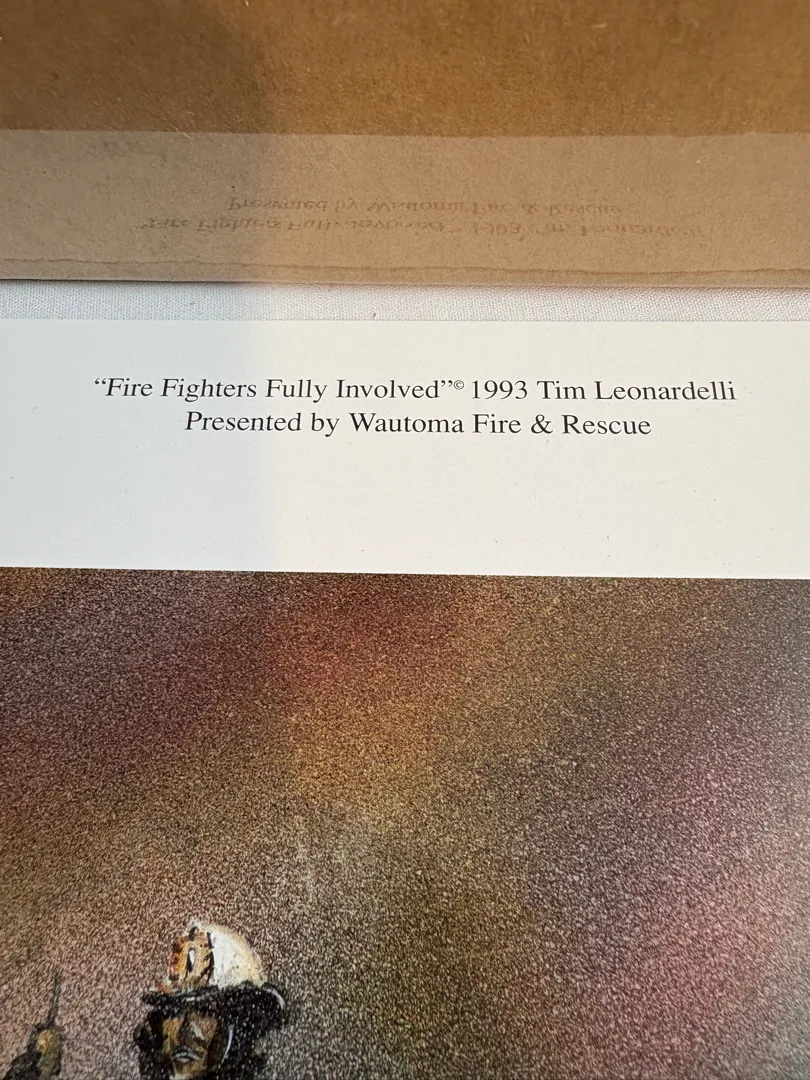 “Fire Fighters Fully Involved”© 1993 Tim Leonardelli
Presented by Wautoma Fire & Rescue